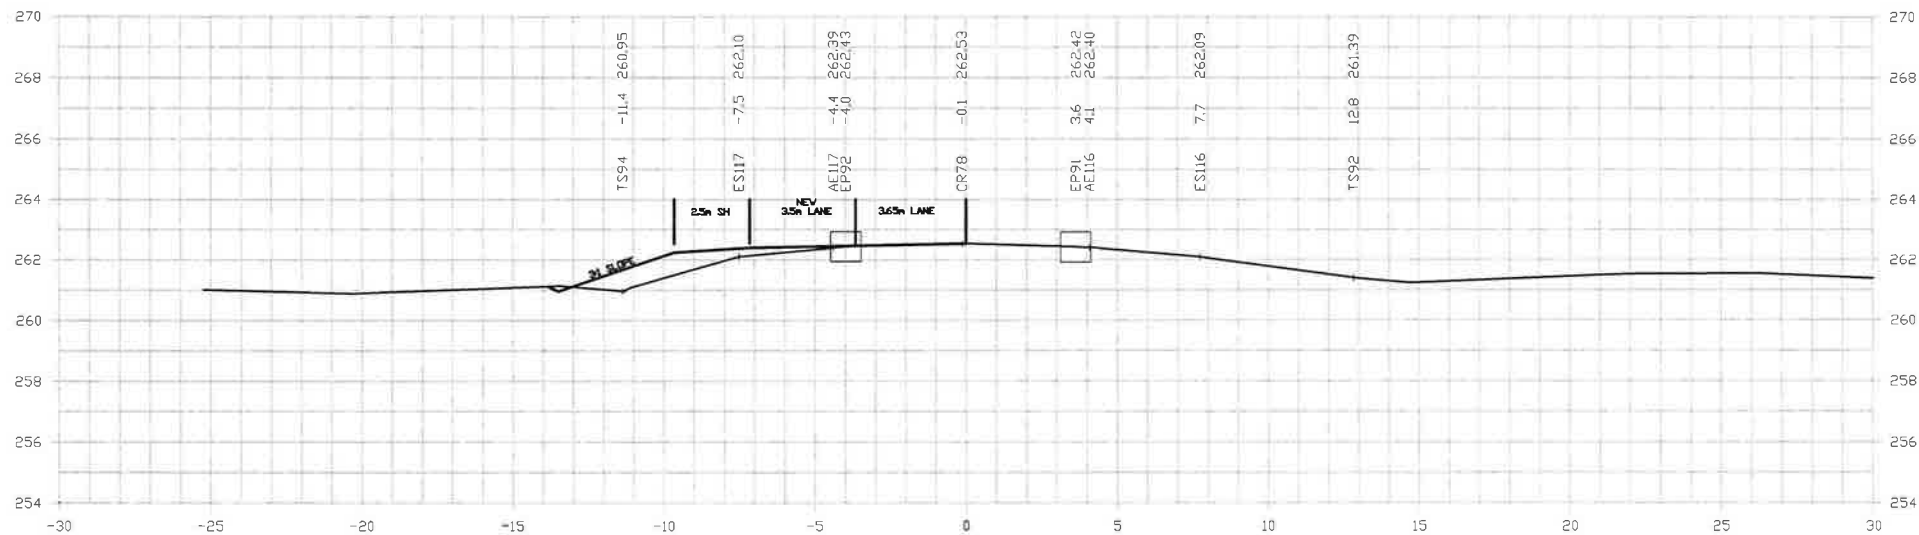 270
268
266
264
262
260
258
256
254
-11.4 260.95
-7.5 262.10
-4.4 262.39
-4.0 262.43
-0.1 262.53
3.6 262.42
4.1 262.40
7.7 262.09
12.8 261.39
TS94
ES117
AE117
EP92
CR78
EP91
AE116
ES116
TS92
2.5m SH
NEW
3.5m LANE
3.65m LANE
3:1 SLOPE
270
268
266
264
262
260
258
256
254
-30 -25 -20 -15 -10 -5 0 5 10 15 20 25 30